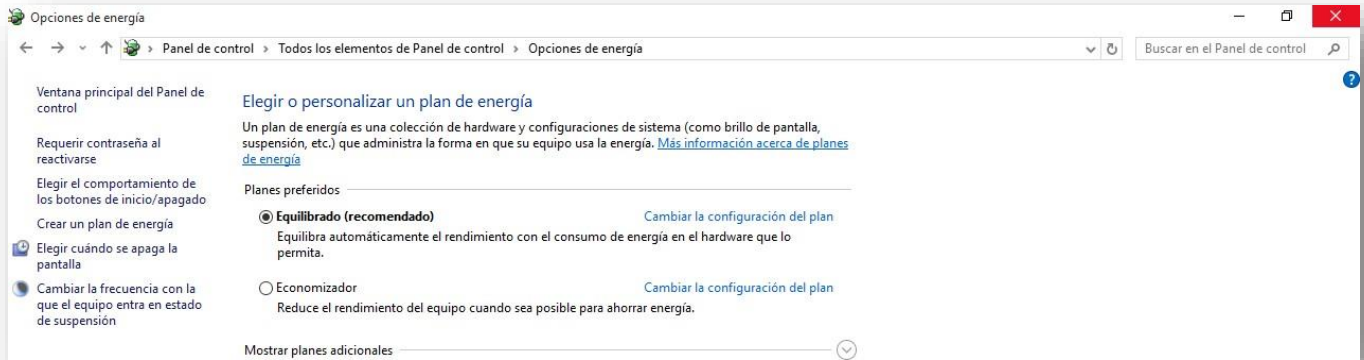 Opciones de energía
Panel de control > Todos los elementos de Panel de control > Opciones de energía
Buscar en el Panel de control
Ventana principal del Panel de
control
Requerir contraseña al
reactivarse
Elegir el comportamiento de
los botones de inicio/apagado
Crear un plan de energía
Elegir cuándo se apaga la
pantalla
Cambiar la frecuencia con la
que el equipo entra en estado
de suspensión
Elegir o personalizar un plan de energía
Un plan de energía es una colección de hardware y configuraciones de sistema (como brillo de pantalla,
suspensión, etc.) que administra la forma en que su equipo usa la energía. Más información acerca de planes
de energía
Planes preferidos
Equilibrado (recomendado)
Cambiar la configuración del plan
Equilibra automáticamente el rendimiento con el consumo de energía en el hardware que lo
permita.
Economizador
Cambiar la configuración del plan
Reduce el rendimiento del equipo cuando sea posible para ahorrar energía.
Mostrar planes adicionales